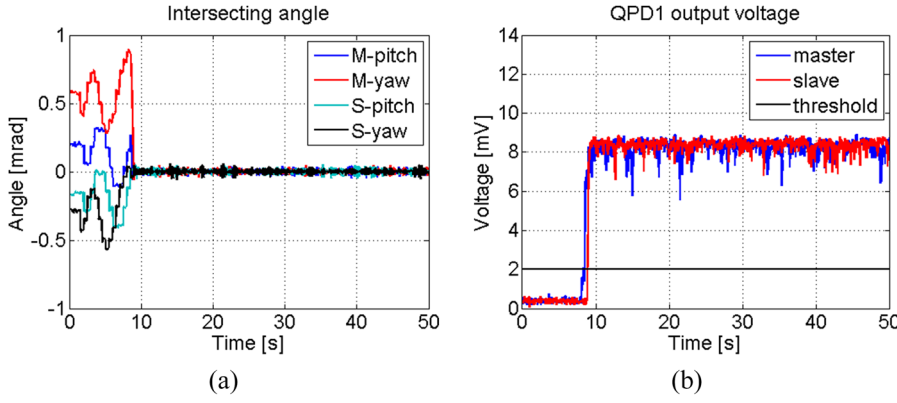 Intersecting angle
1
0.5
0
-0.5
-1
Angle [mrad]
M-pitch
M-yaw
S-pitch
S-yaw
0 10 20 30 40 50
Time [s]
(a)
QPD1 output voltage
14
12
10
8
6
4
2
0
Voltage [mV]
master
slave
threshold
0 10 20 30 40 50
Time [s]
(b)